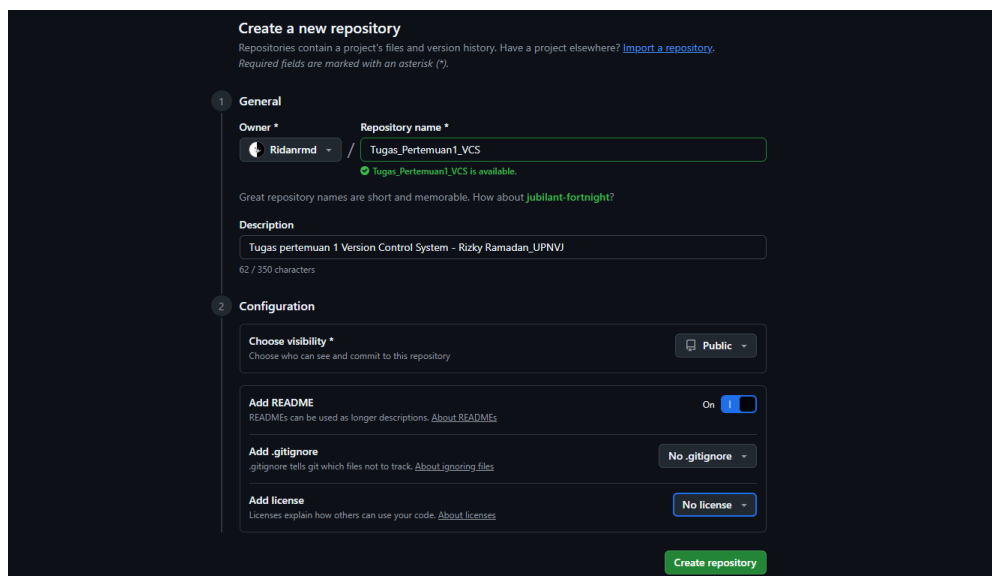 Create a new repository
Repositories contain a project's files and version history. Have a project elsewhere? Import a repository.
Required fields are marked with an asterisk (*).
1 General
Owner * Repository name *
Ridanrmd / Tugas_Pertemuan1_VCS
Tugas_Pertemuan1_VCS is available.
Great repository names are short and memorable. How about jubilant-fortnight?
Description
Tugas pertemuan 1 Version Control System - Rizky Ramadan_UPNVJ
62 / 350 characters
2 Configuration
Choose visibility *
Choose who can see and commit to this repository
Public
Add README
READMEs can be used as longer descriptions. About READMEs
On
Add .gitignore
.gitignore tells git which files not to track. About ignoring files
No .gitignore
Add license
Licenses explain how others can use your code. About licenses
No license
Create repository